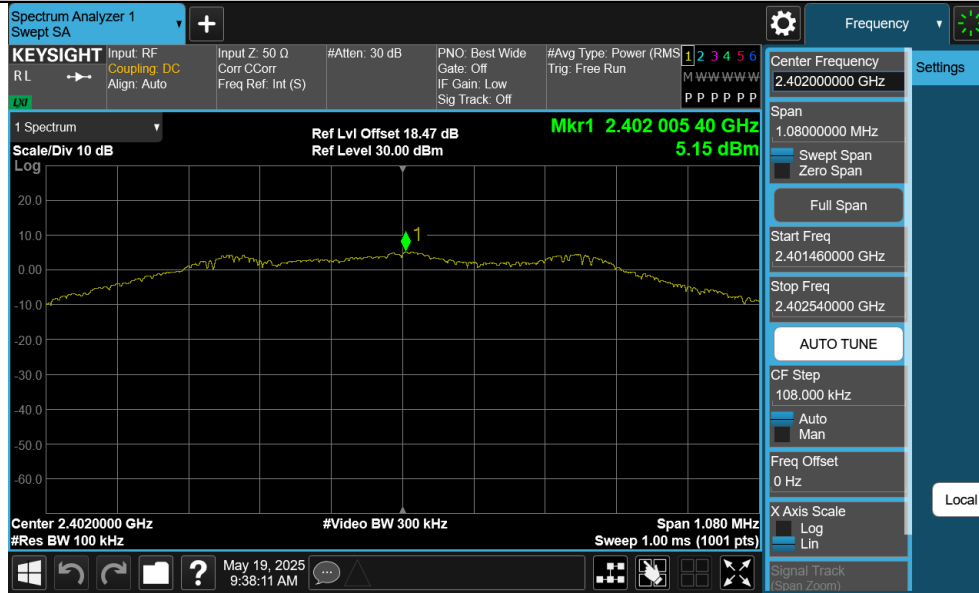 Spectrum Analyzer 1
Swept SA
Frequency
KEYSIGHT
Input: RF
Coupling: DC
Align: Auto
Input Z: 50 Ω
Corr CCorr
Freq Ref: Int (S)
#Atten: 30 dB
PNO: Best Wide
Gate: Off
IF Gain: Low
Sig Track: Off
#Avg Type: Power (RMS
Trig: Free Run
1 2 3 4 5 6
M W W W W W
P P P P P P
R L
LXI
Center Frequency
2.402000000 GHz
Settings
Span
1.08000000 MHz
Swept Span
Zero Span
Full Span
Start Freq
2.401460000 GHz
Stop Freq
2.402540000 GHz
AUTO TUNE
CF Step
108.000 kHz
Auto
Man
Freq Offset
0 Hz
X Axis Scale
Log
Lin
Signal Track
(Span Zoom)
Local
1 Spectrum
Scale/Div 10 dB
Log
Ref Lvl Offset 18.47 dB
Ref Level 30.00 dBm
Mkr1 2.402 005 40 GHz
5.15 dBm
1
20.0
10.0
0.00
-10.0
-20.0
-30.0
-40.0
-50.0
-60.0
Center 2.4020000 GHz
#Res BW 100 kHz
#Video BW 300 kHz
Span 1.080 MHz
Sweep 1.00 ms (1001 pts)
May 19, 2025
9:38:11 AM